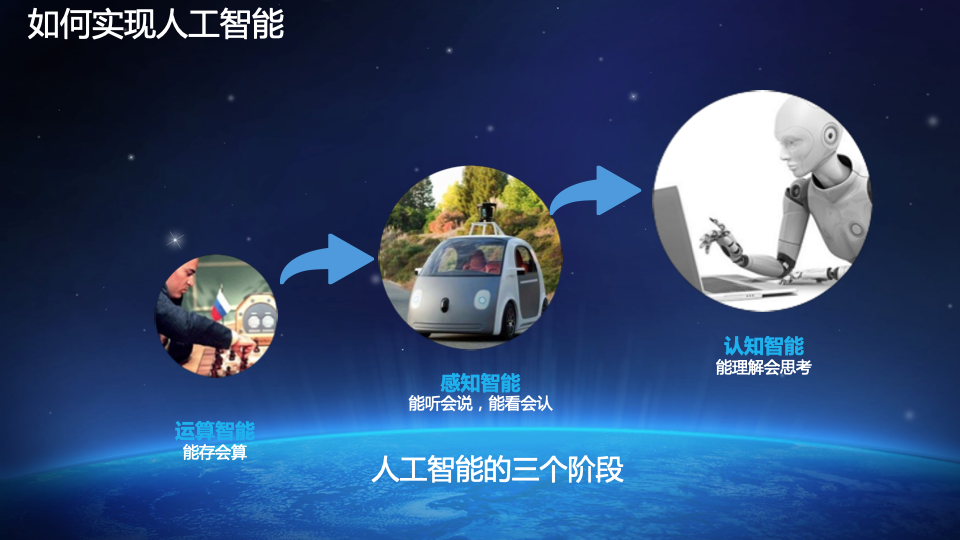 如何实现人工智能
认知智能
能理解会思考
感知智能
能听会说，能看会认
运算智能
能存会算
人工智能的三个阶段